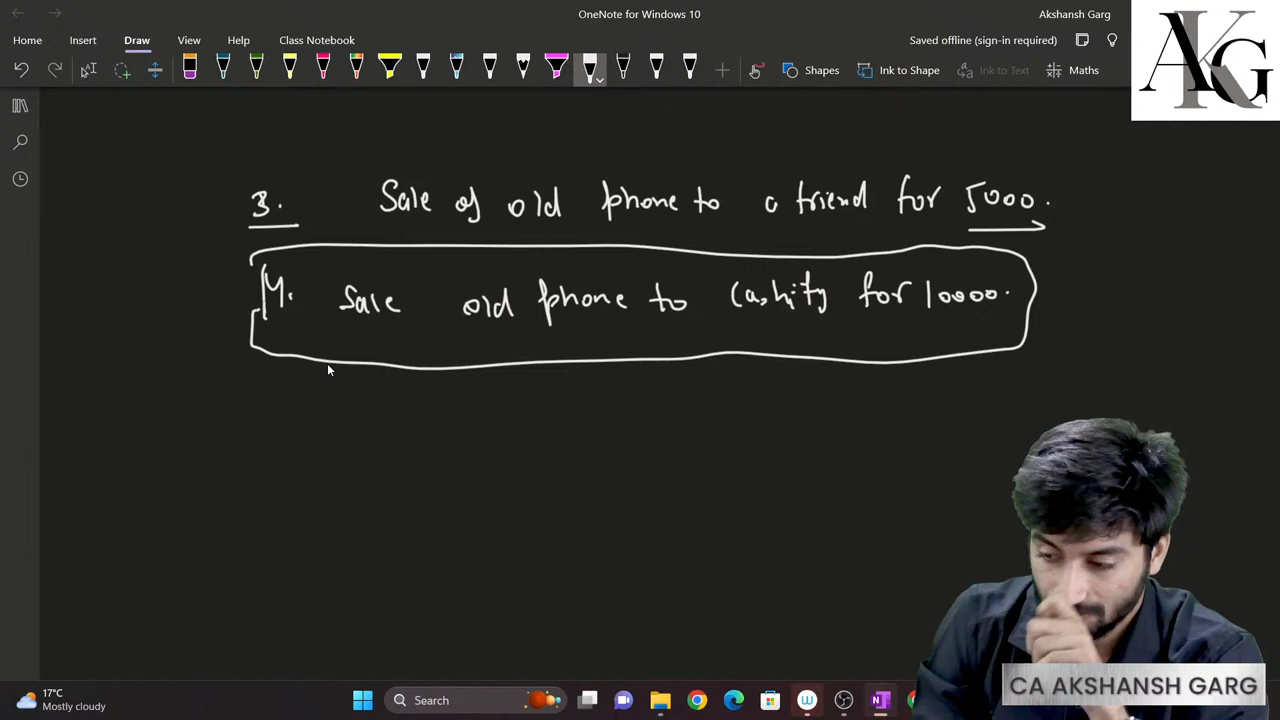 OneNote for Windows 10
Akshansh Garg
Home Insert Draw View Help Class Notebook
Saved offline (sign-in required)
Shapes Ink to Shape Ink to Text Maths
AKG
3. Sale of old phone to a friend for 5000.
4. Sale old phone to Cashify for 10000.
CA AKSHANSH GARG
17°C
Mostly cloudy
Search